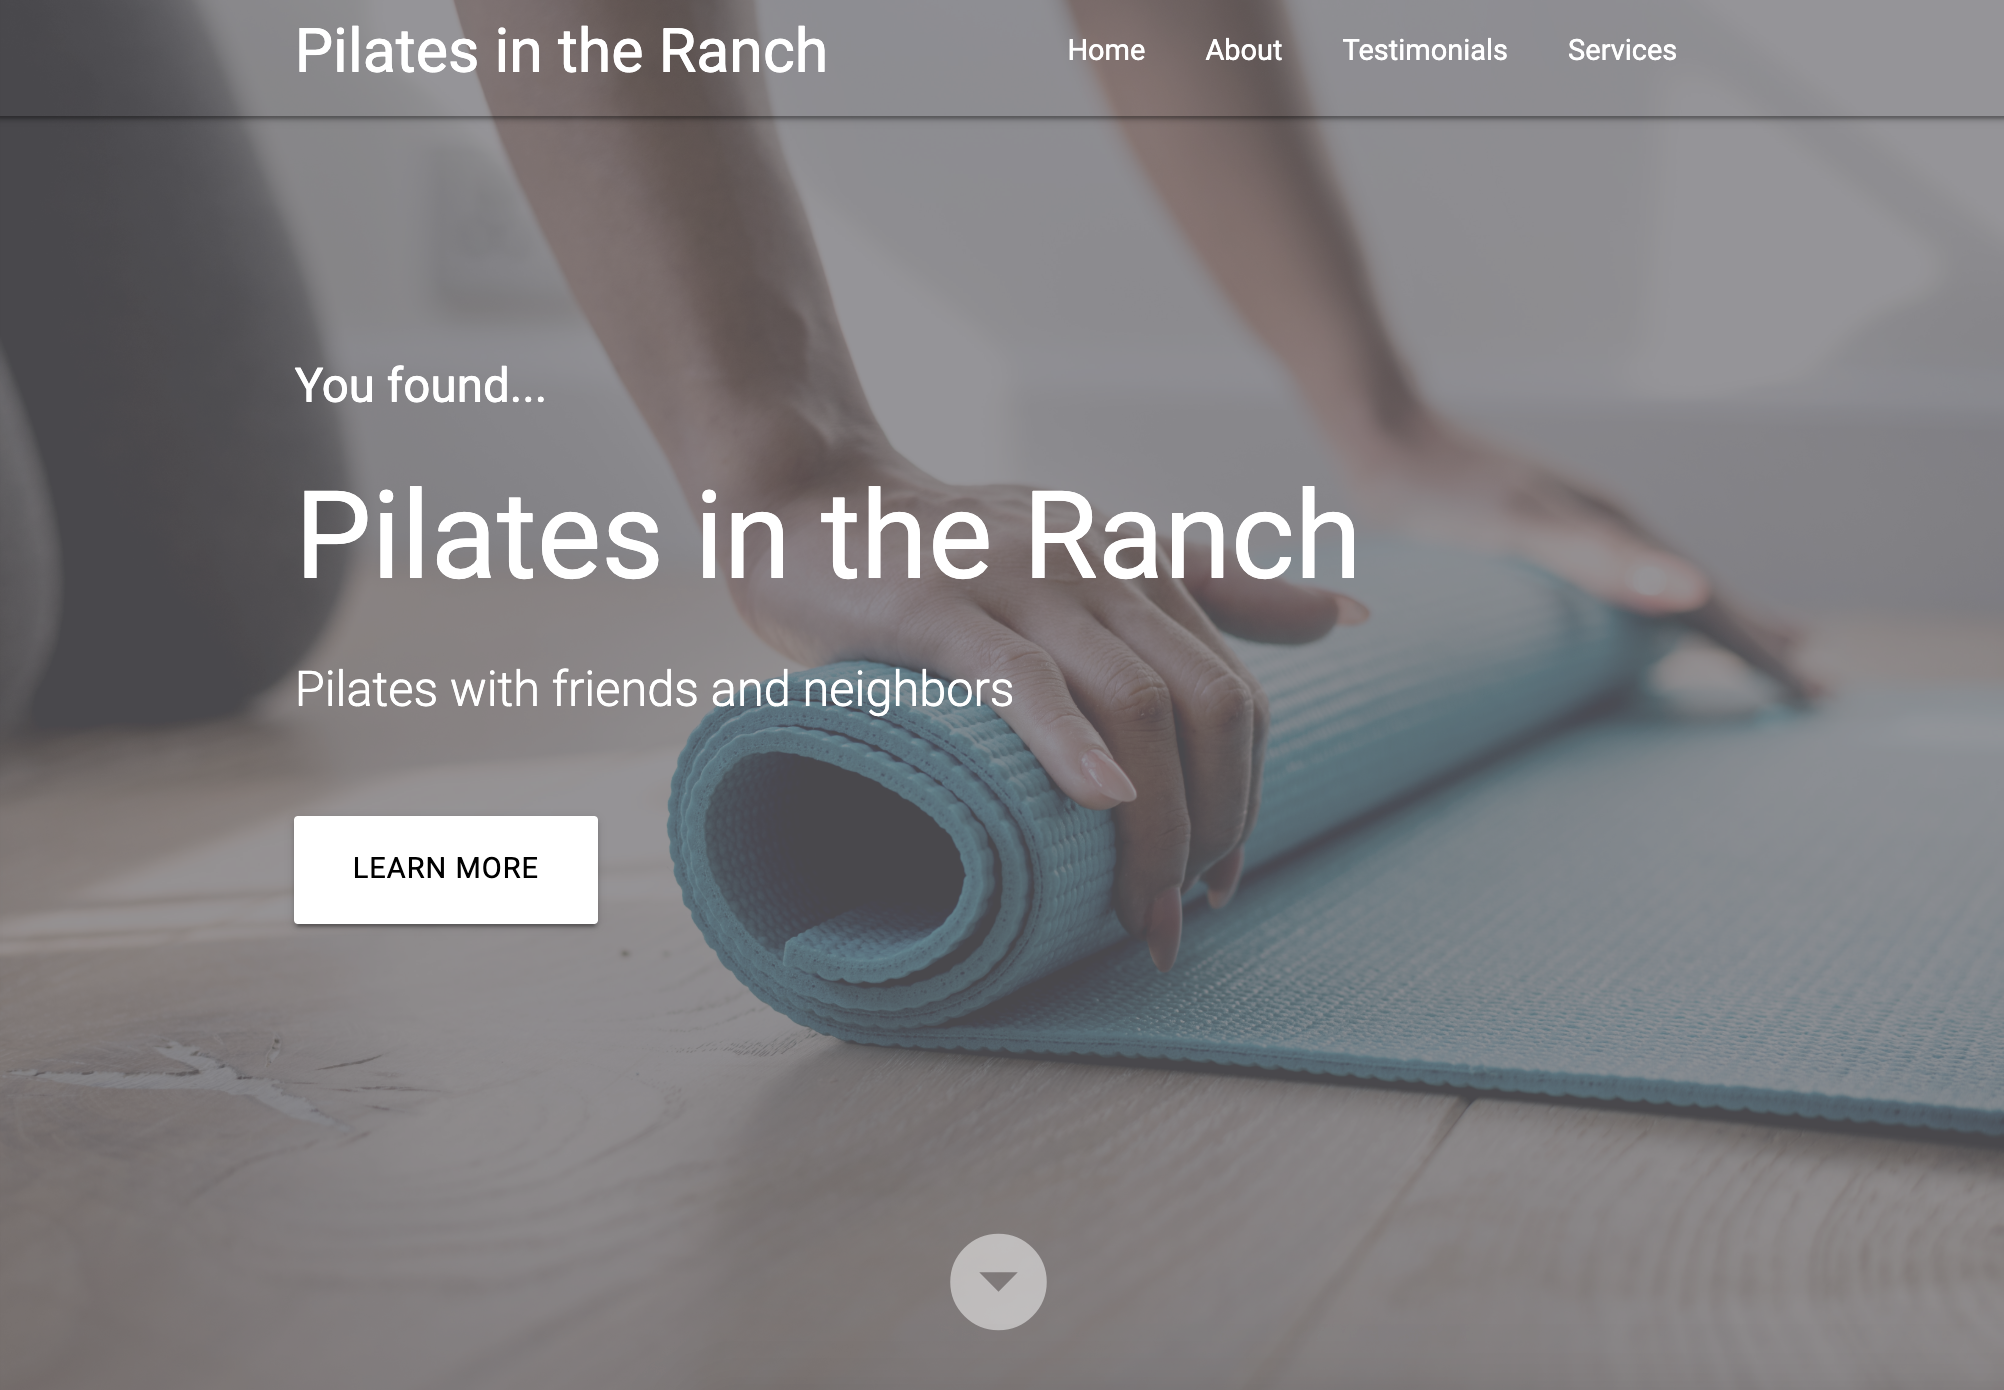 Pilates in the Ranch
Home About Testimonials Services
You found...
Pilates in the Ranch
Pilates with friends and neighbors
LEARN MORE